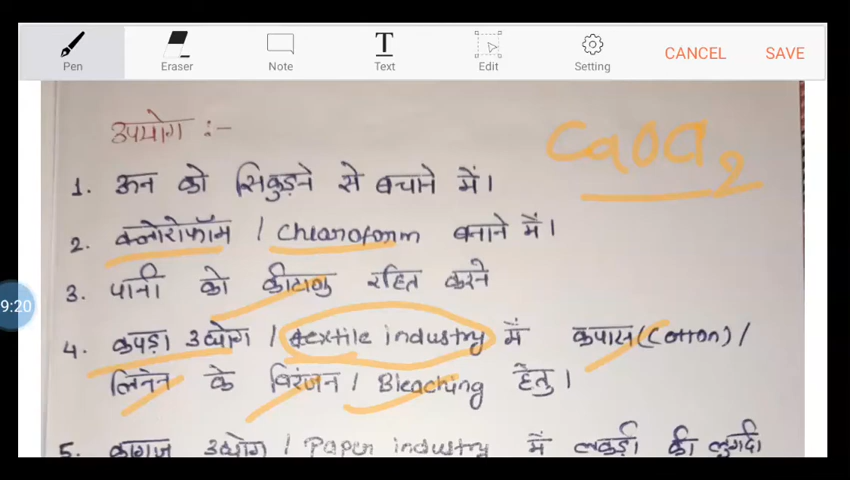 Pen Eraser Note Text Edit Setting CANCEL SAVE
उपयोग :-
CaOCl2
1. ऊन को सिकुड़ने से बचाने में।
2. क्लोरोफॉर्म / Chloroform बनाने में।
3. पानी को कीटाणु रहित करने
9:20
4. कपड़ा उद्योग / textile industry में कपास (Cotton) /
लिनेन के विरंजन / Bleaching हेतु।
5. कागज उद्योग / Paper industry में लकड़ी की लुगदी